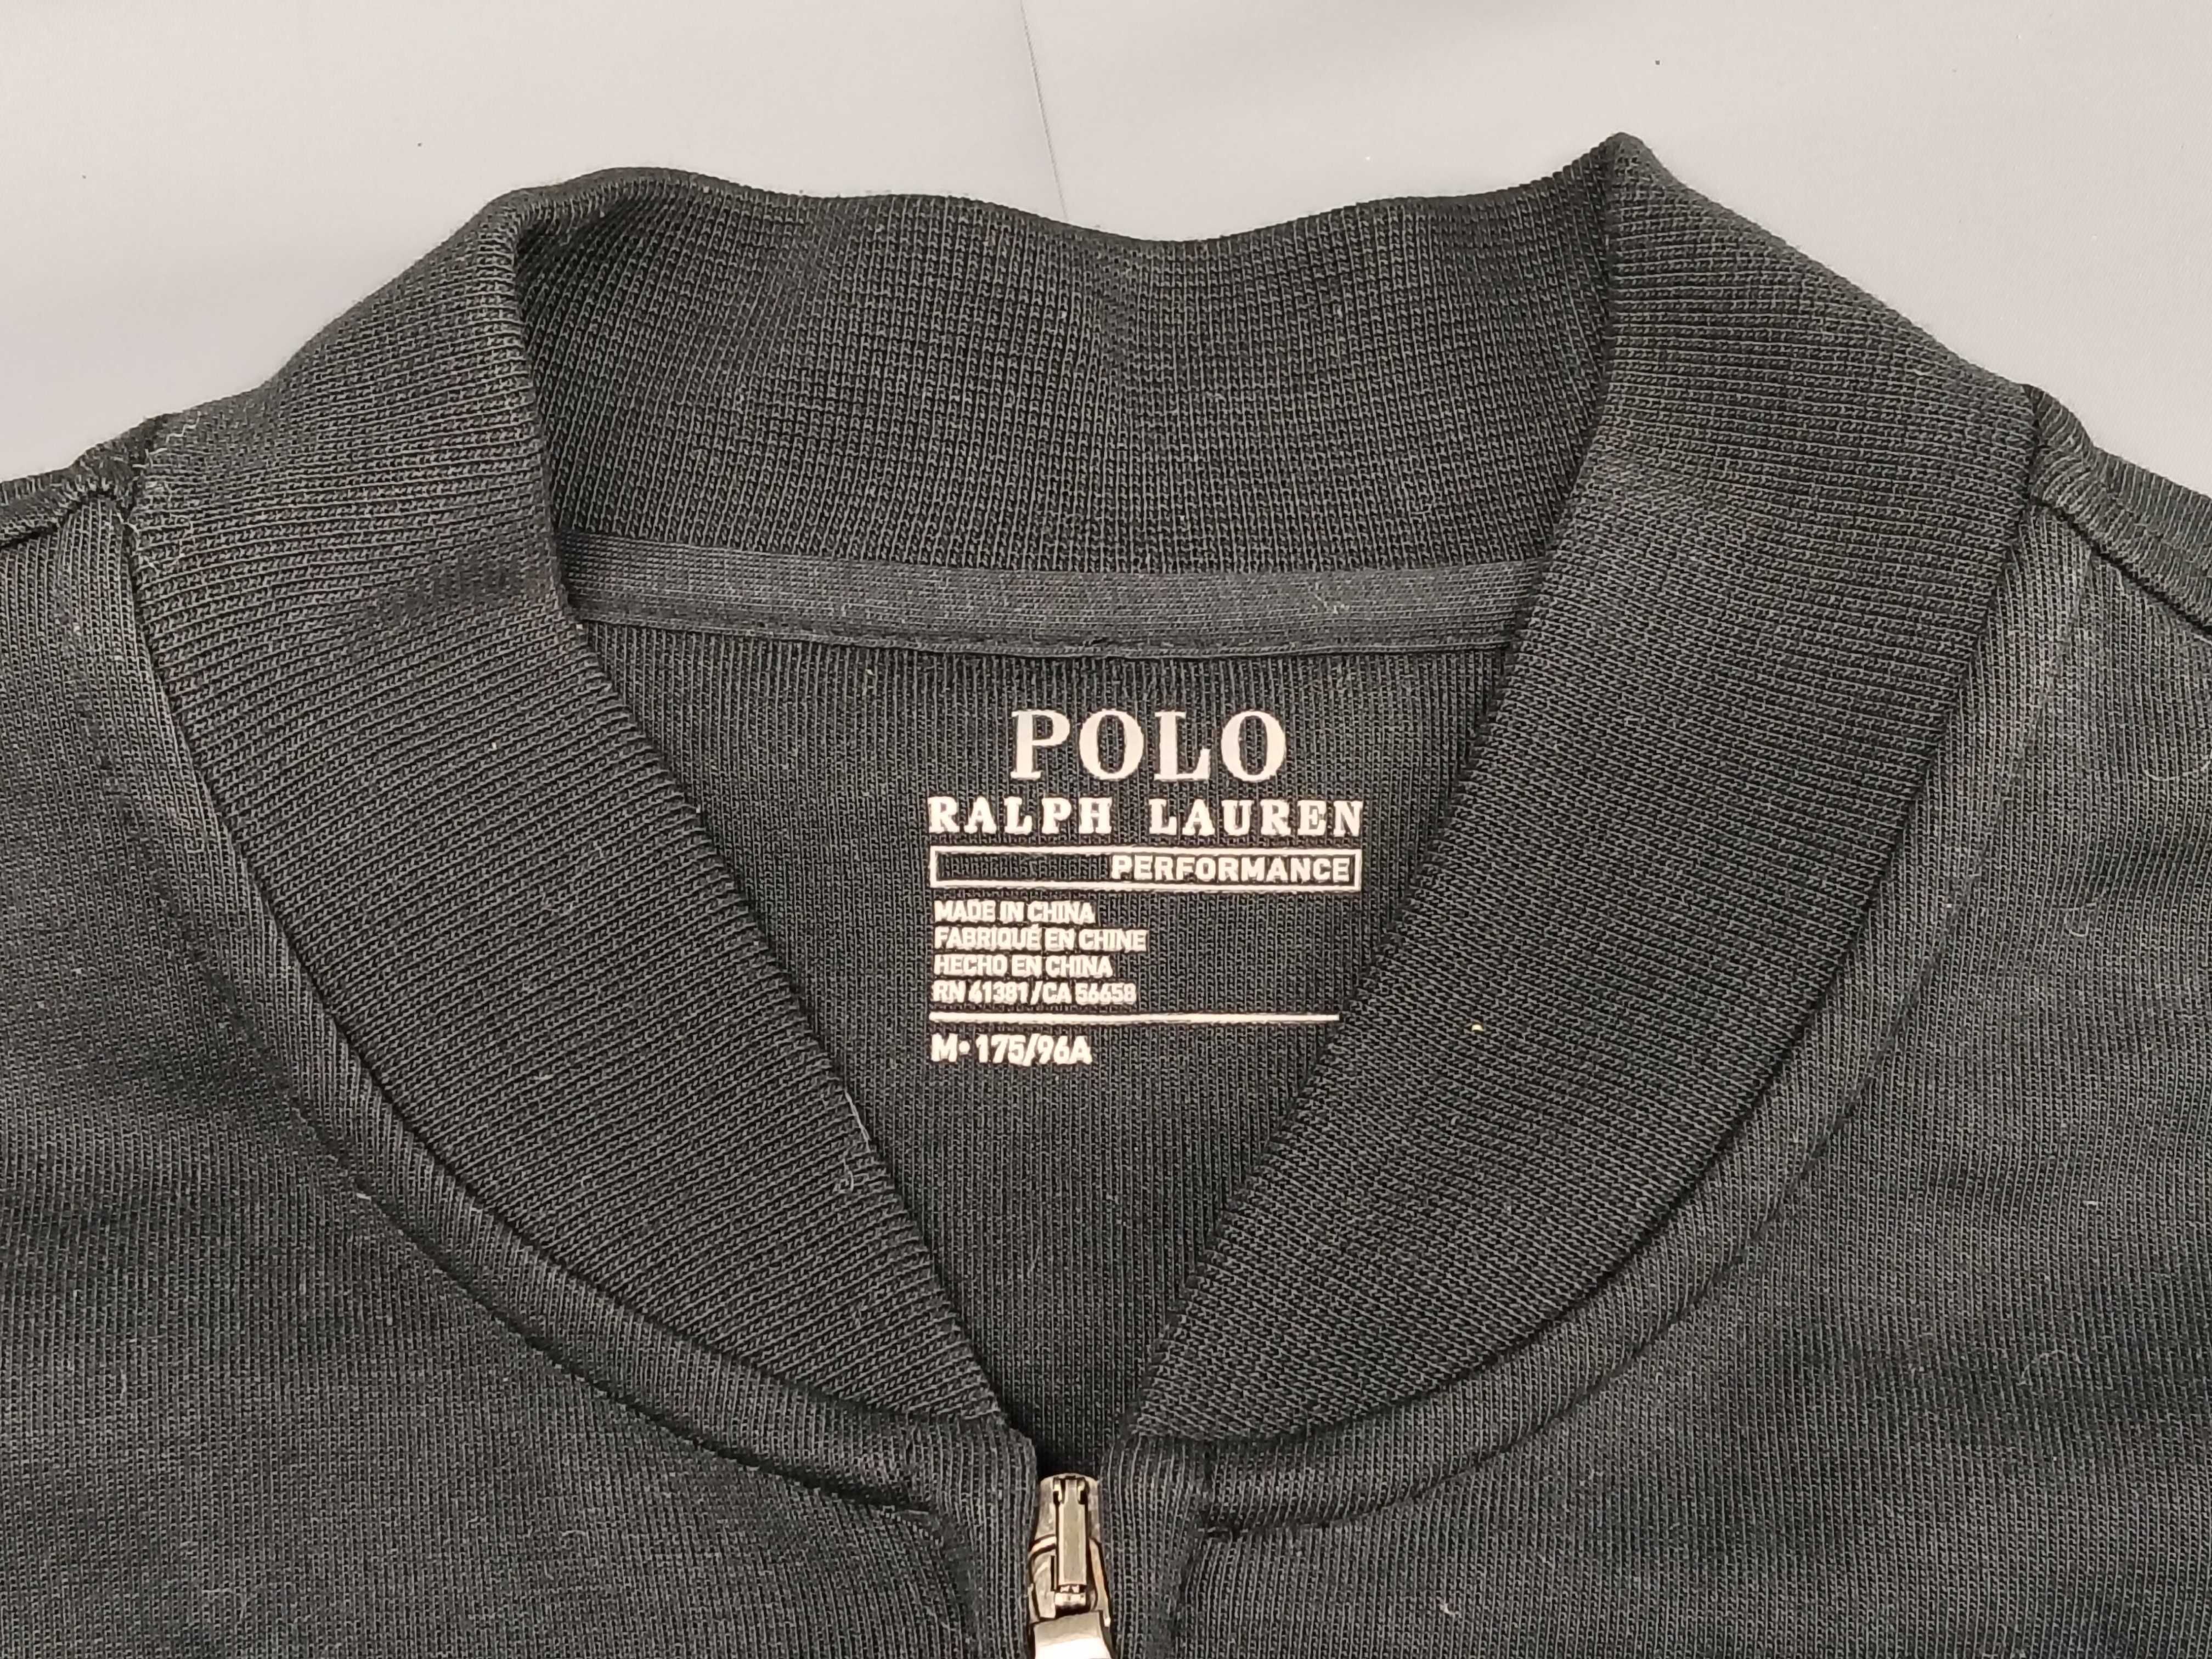 POLO
RALPH LAUREN
PERFORMANCE
MADE IN CHINA
FABRIQUÉ EN CHINE
HECHO EN CHINA
RN 41381/CA 56658
M• 175/96A